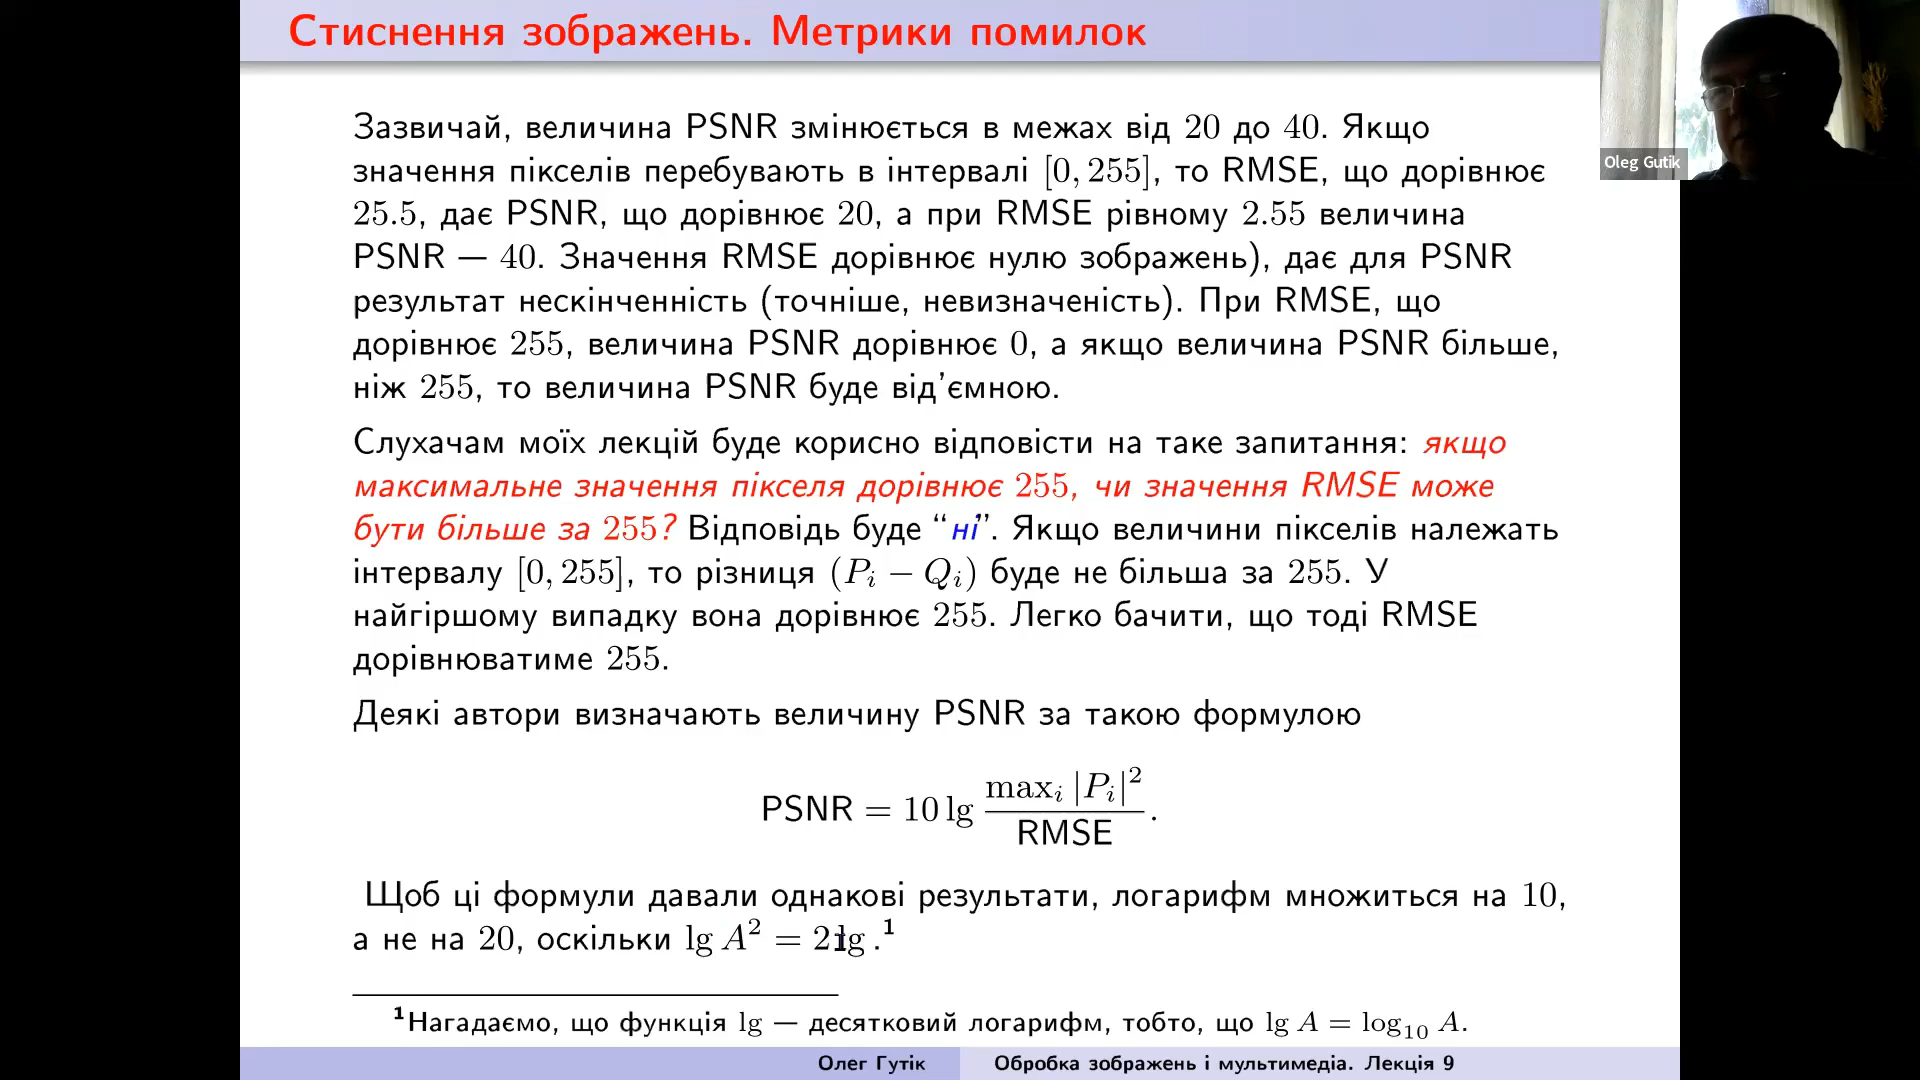 Стиснення зображень. Метрики помилок
Oleg Gutik
Зазвичай, величина PSNR змінюється в межах від 20 до 40. Якщо
значення пікселів перебувають в інтервалі [0, 255], то RMSE, що дорівнює
25.5, дає PSNR, що дорівнює 20, а при RMSE рівному 2.55 величина
PSNR — 40. Значення RMSE дорівнює нулю зображень), дає для PSNR
результат нескінченність (точніше, невизначеність). При RMSE, що
дорівнює 255, величина PSNR дорівнює 0, а якщо величина PSNR більше,
ніж 255, то величина PSNR буде від’ємною.
Слухачам моїх лекцій буде корисно відповісти на таке запитання: якщо
максимальне значення пікселя дорівнює 255, чи значення RMSE може
бути більше за 255? Відповідь буде “ні”. Якщо величини пікселів належать
інтервалу [0, 255], то різниця (P_i − Q_i) буде не більша за 255. У
найгіршому випадку вона дорівнює 255. Легко бачити, що тоді RMSE
дорівнюватиме 255.
Деякі автори визначають величину PSNR за такою формулою
PSNR = 10 lg max_i |P_i|² / RMSE.
Щоб ці формули давали однакові результати, логарифм множиться на 10,
а не на 20, оскільки lg A² = 2 lg .¹
¹Нагадаємо, що функція lg — десятковий логарифм, тобто, що lg A = log₁₀ A.
Олег Гутік Обробка зображень і мультимедіа. Лекція 9